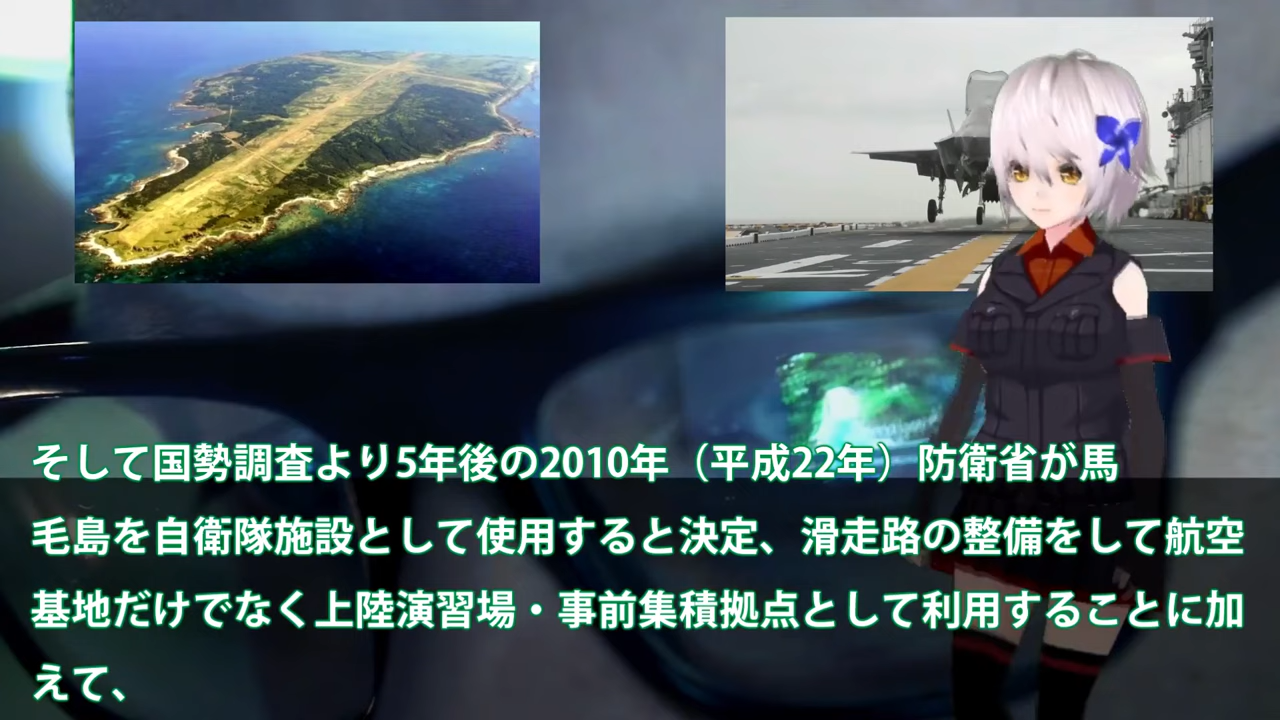 そして国勢調査より5年後の2010年（平成22年）防衛省が馬
毛島を自衛隊施設として使用すると決定、滑走路の整備をして航空
基地だけでなく上陸演習場・事前集積拠点として利用することに加
えて、